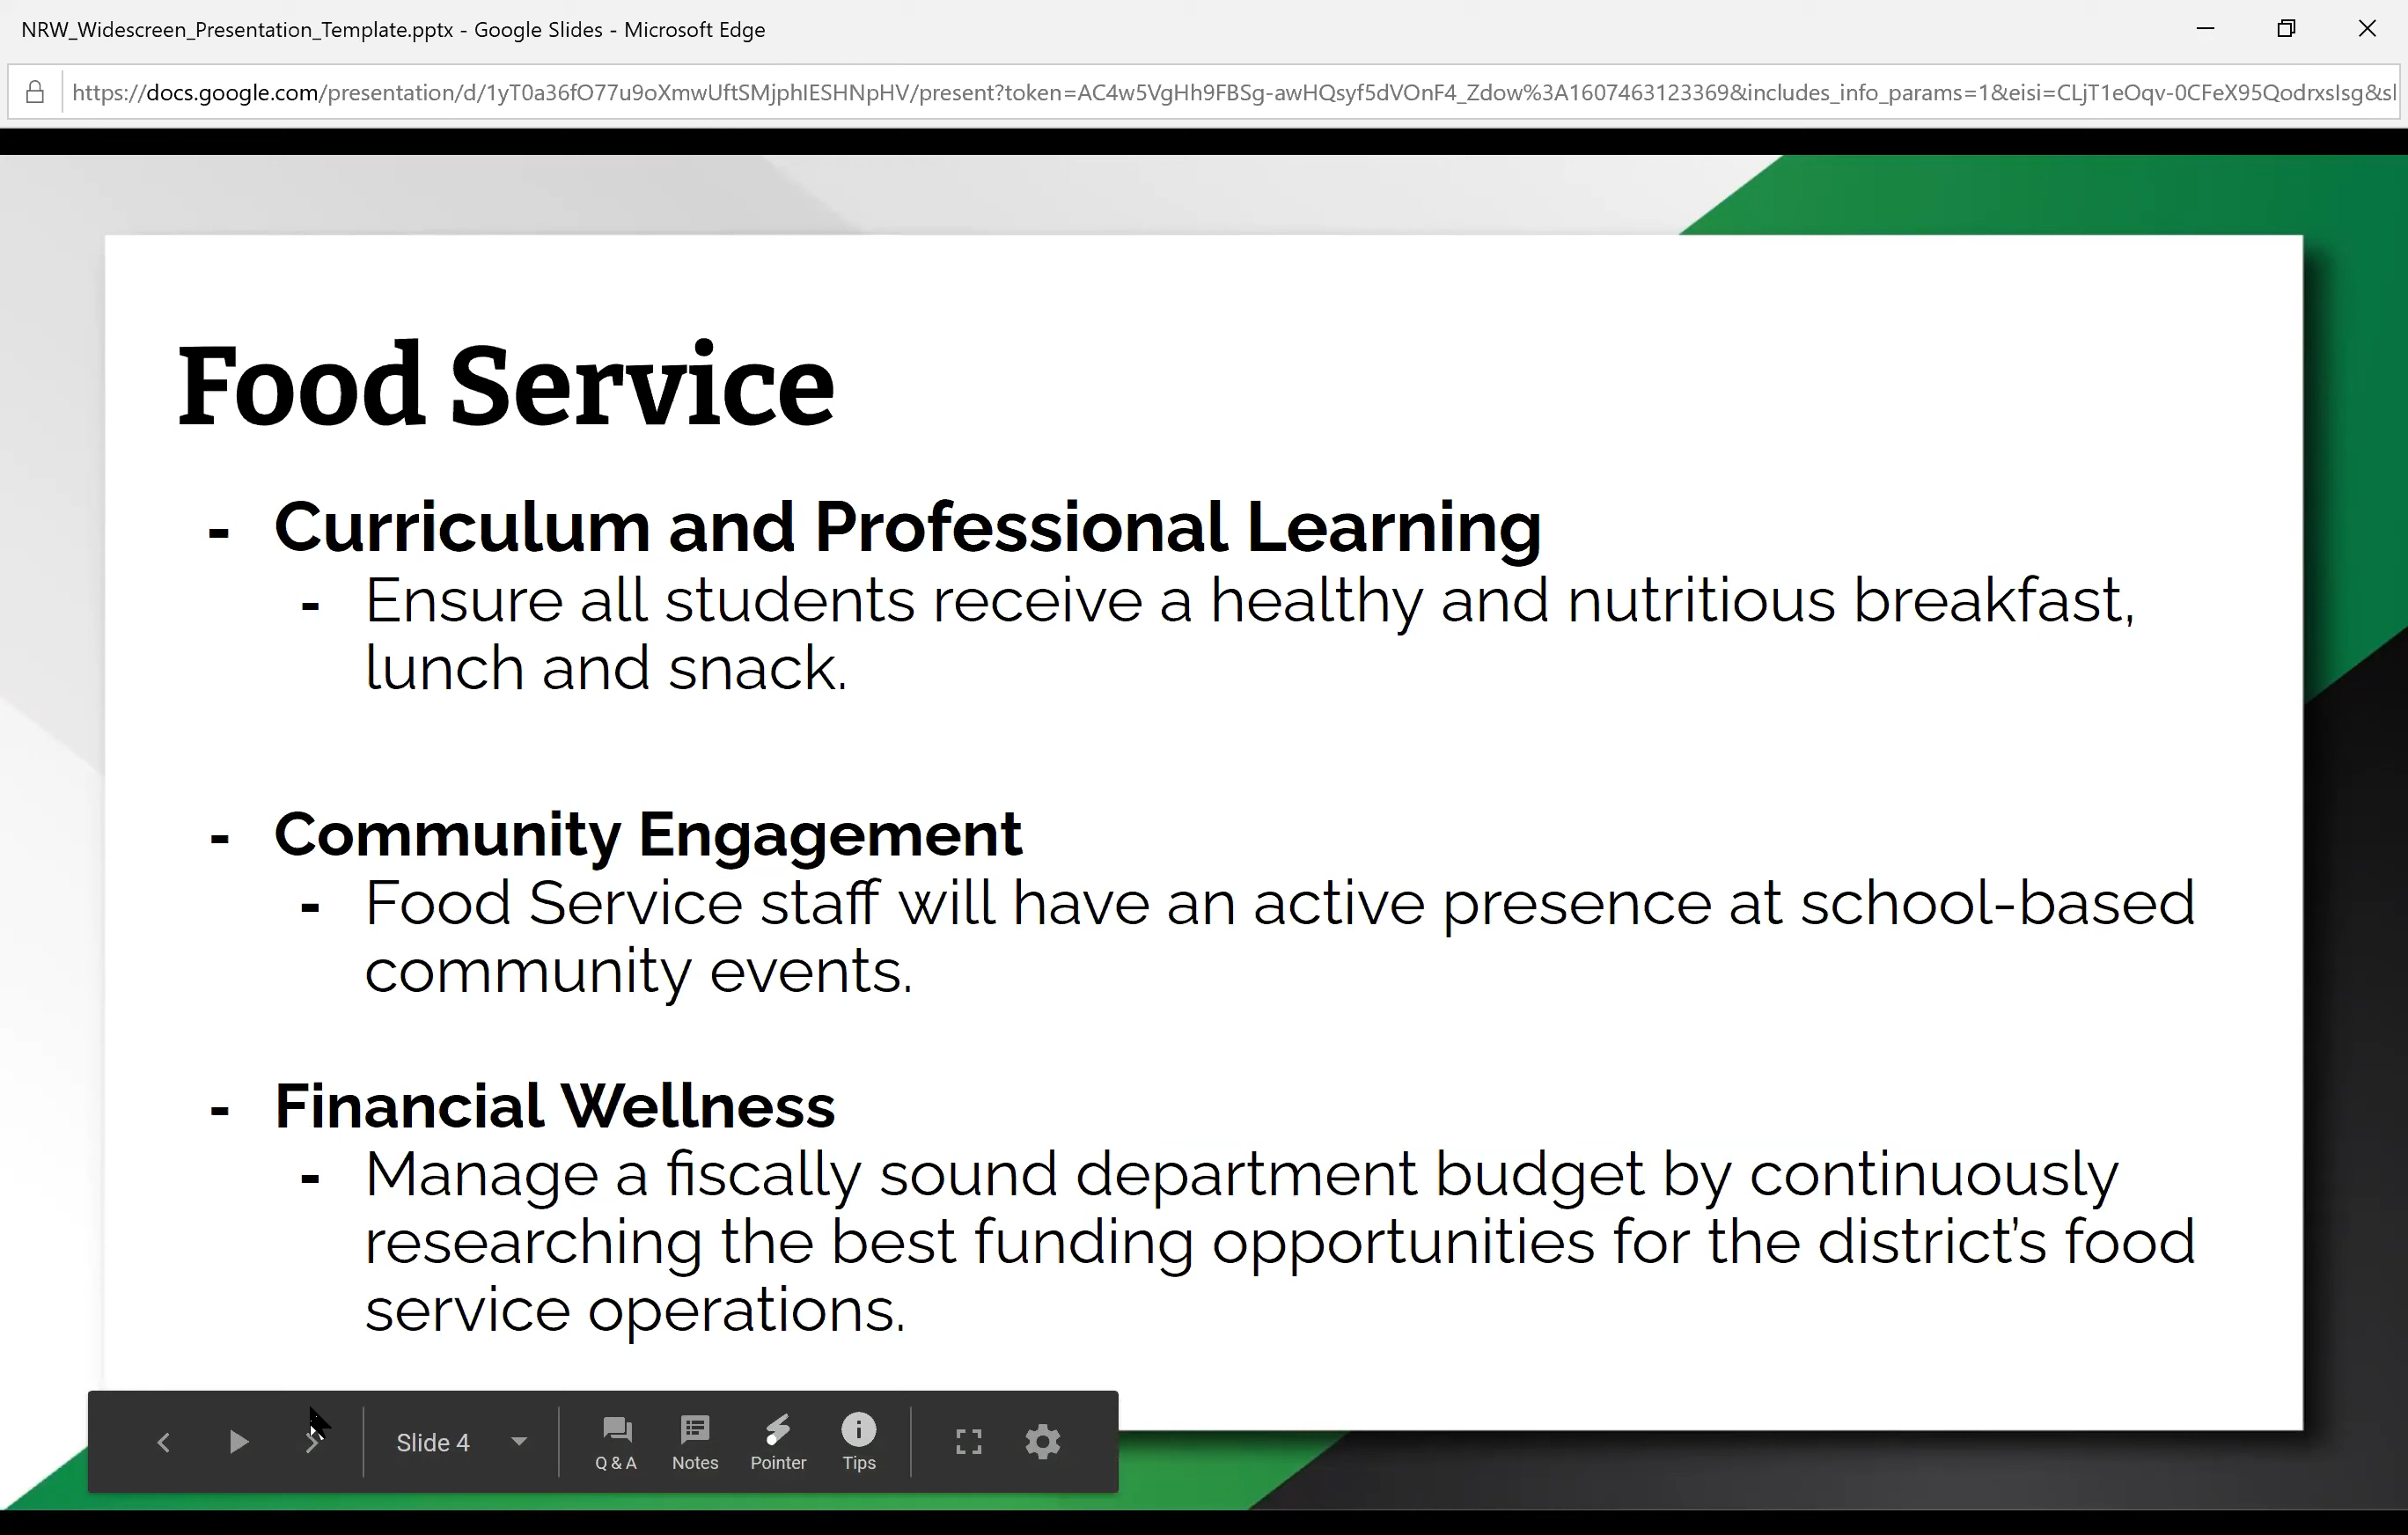 NRW_Widescreen_Presentation_Template.pptx - Google Slides - Microsoft Edge
https://docs.google.com/presentation/d/1yT0a36fO77u9oXmwUftSMjphIESHNpHV/present?token=AC4w5VgHh9FBSg-awHQsyf5dVOnF4_Zdow%3A1607463123369&includes_info_params=1&eisi=CLjT1eOqv-0CFeX95QodrxsIsg&sl
Food Service
- Curriculum and Professional Learning
- Ensure all students receive a healthy and nutritious breakfast,
lunch and snack.
- Community Engagement
- Food Service staff will have an active presence at school-based
community events.
- Financial Wellness
- Manage a fiscally sound department budget by continuously
researching the best funding opportunities for the district's food
service operations.
Slide 4
Q & A Notes Pointer Tips